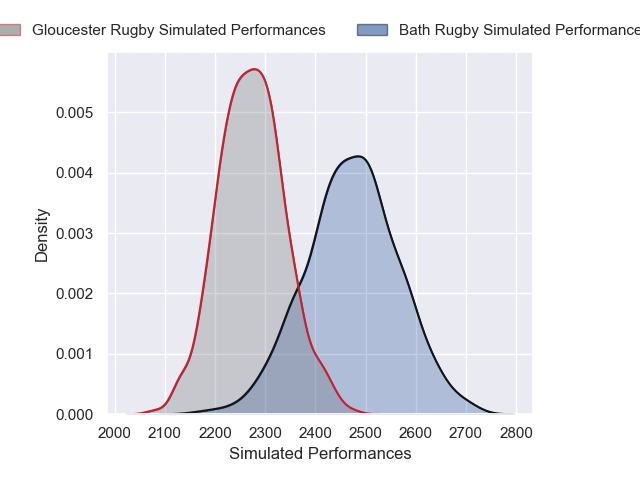 Gloucester Rugby Simulated Performances
Bath Rugby Simulated Performance
0.005
0.004
0.003
0.002
0.001
0.000
Density
2000 2100 2200 2300 2400 2500 2600 2700 2800
Simulated Performances